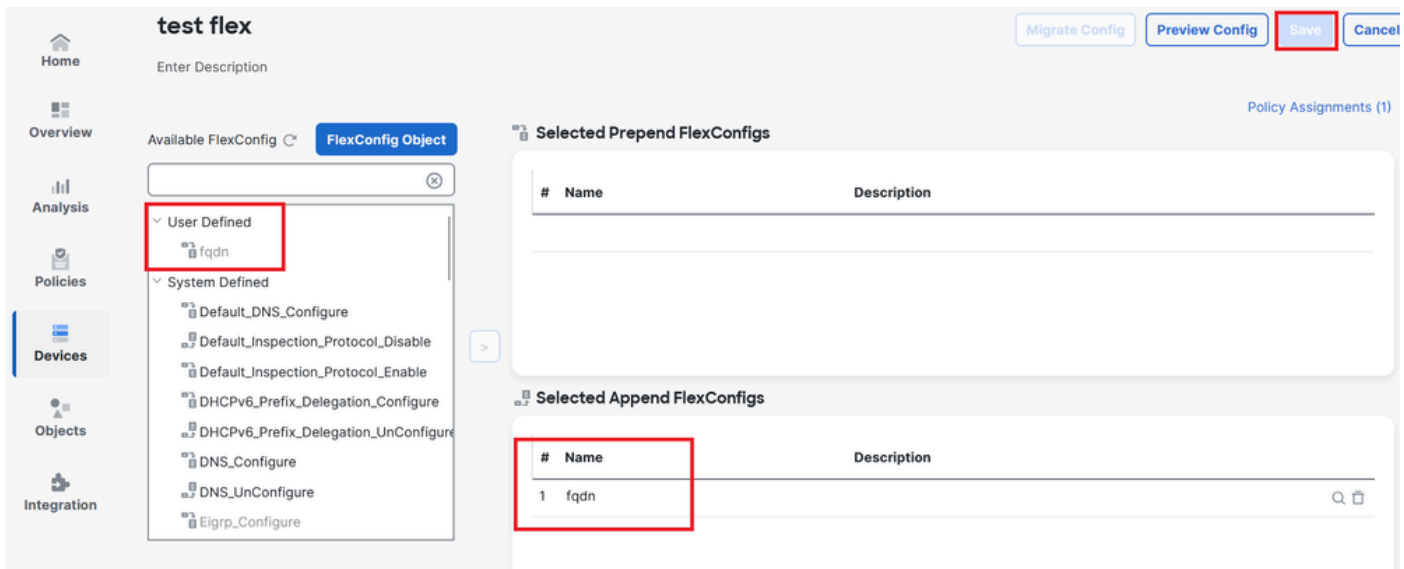 test flex
Migrate Config
Preview Config
Save
Cancel
Enter Description
Policy Assignments (1)
Home
Overview
Analysis
Policies
Devices
Objects
Integration
Available FlexConfig
FlexConfig Object
User Defined
fqdn
System Defined
Default_DNS_Configure
Default_Inspection_Protocol_Disable
Default_Inspection_Protocol_Enable
DHCPv6_Prefix_Delegation_Configure
DHCPv6_Prefix_Delegation_UnConfigure
DNS_Configure
DNS_UnConfigure
Eigrp_Configure
>
Selected Prepend FlexConfigs
# Name Description
Selected Append FlexConfigs
# Name Description
1 fqdn